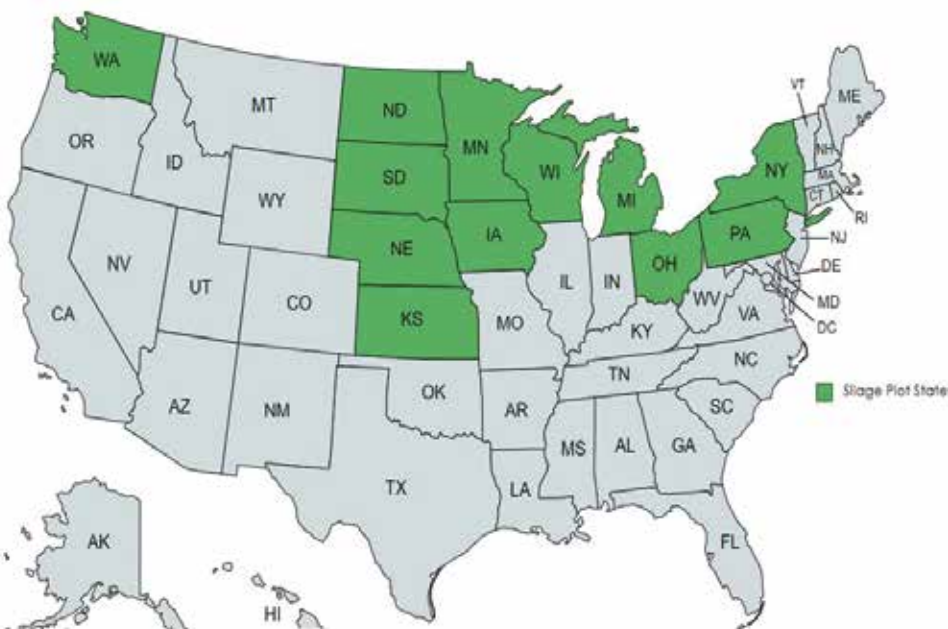 WA
MT
ND
MN
OR
ID
SD
WI
MI
NY
VT
ME
NH
MA
CT
RI
WY
NE
IA
PA
NJ
NV
UT
CO
KS
IL
IN
OH
DE
MD
DC
WV
VA
CA
MO
KY
AZ
NM
OK
AR
TN
NC
SC
MS
AL
GA
TX
LA
FL
AK
HI
Silage Plot State